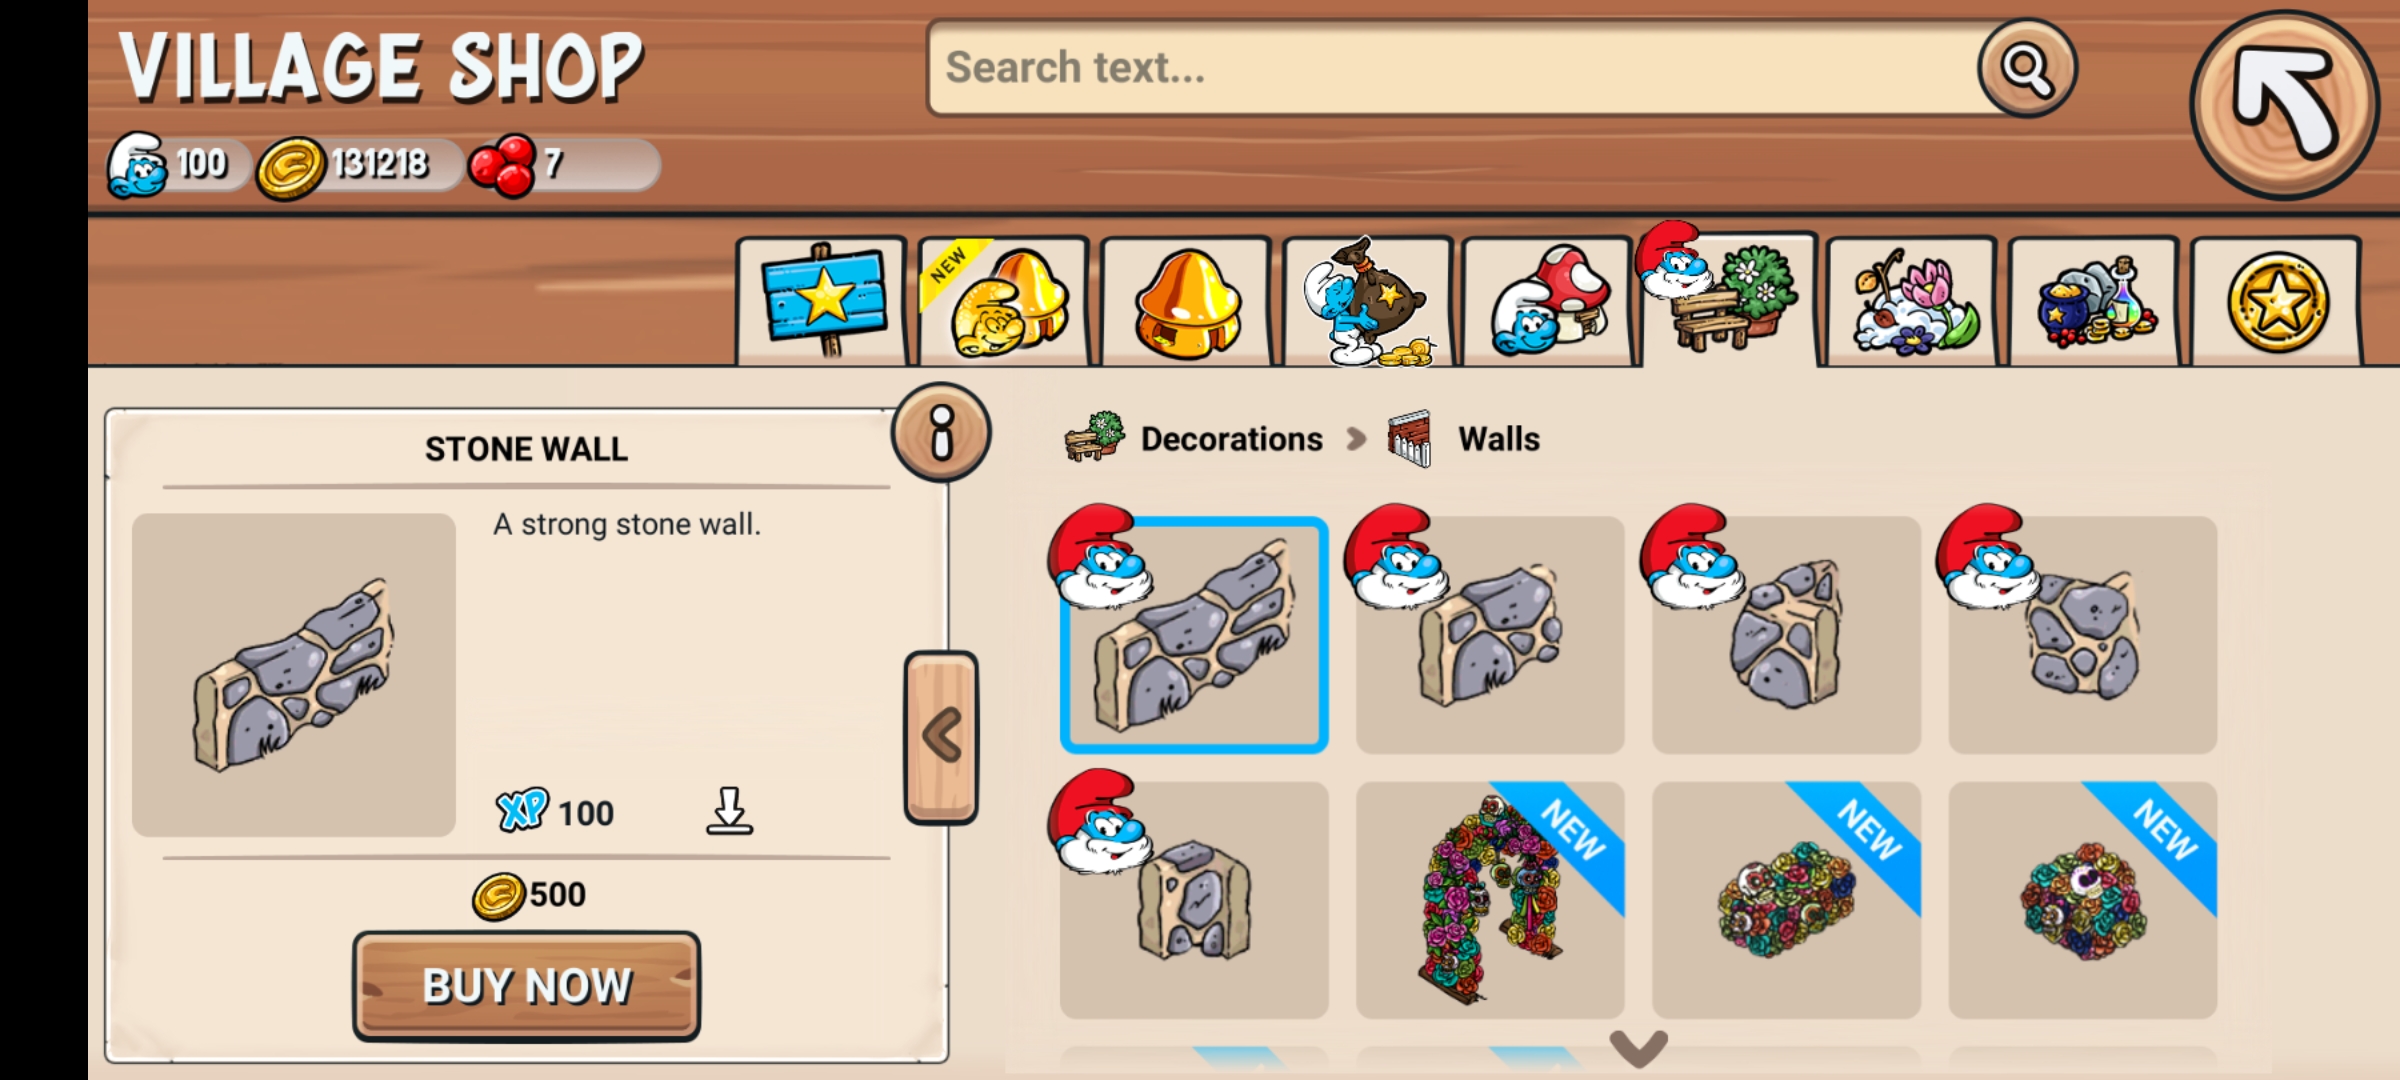 VILLAGE SHOP
Search text...
100
131218
7
NEW
STONE WALL
A strong stone wall.
XP 100
500
BUY NOW
Decorations
Walls
NEW
NEW
NEW